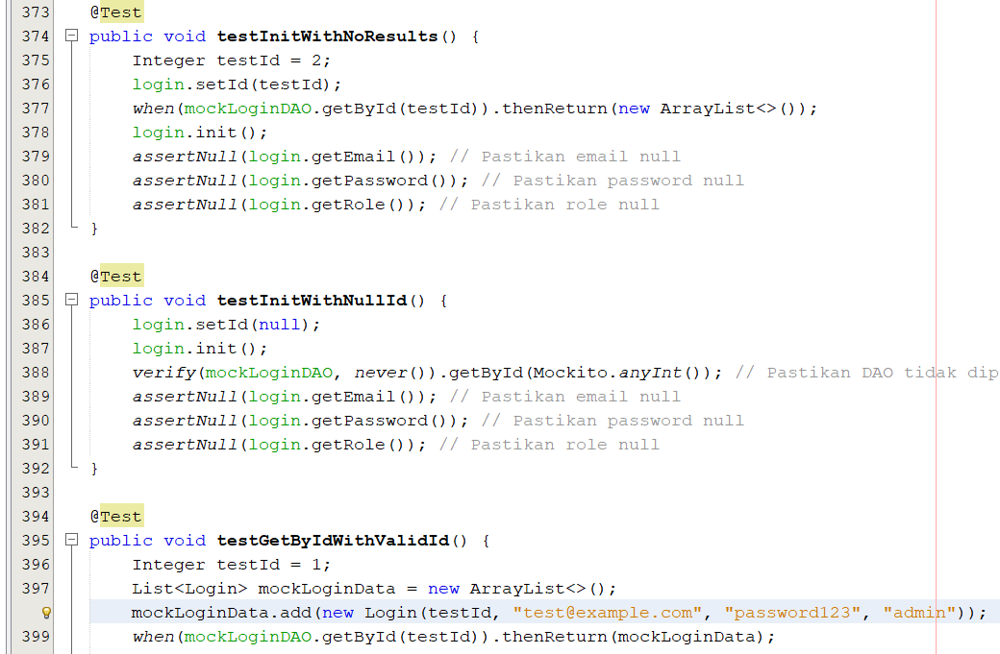 373 @Test
374 public void testInitWithNoResults() {
375 Integer testId = 2;
376 login.setId(testId);
377 when(mockLoginDAO.getById(testId)).thenReturn(new ArrayList<>());
378 login.init();
379 assertNull(login.getEmail()); // Pastikan email null
380 assertNull(login.getPassword()); // Pastikan password null
381 assertNull(login.getRole()); // Pastikan role null
382 }
383
384 @Test
385 public void testInitWithNullId() {
386 login.setId(null);
387 login.init();
388 verify(mockLoginDAO, never()).getById(Mockito.anyInt()); // Pastikan DAO tidak dip
389 assertNull(login.getEmail()); // Pastikan email null
390 assertNull(login.getPassword()); // Pastikan password null
391 assertNull(login.getRole()); // Pastikan role null
392 }
393
394 @Test
395 public void testGetByIdWithValidId() {
396 Integer testId = 1;
397 List<Login> mockLoginData = new ArrayList<>();
mockLoginData.add(new Login(testId, "test@example.com", "password123", "admin"));
399 when(mockLoginDAO.getById(testId)).thenReturn(mockLoginData);